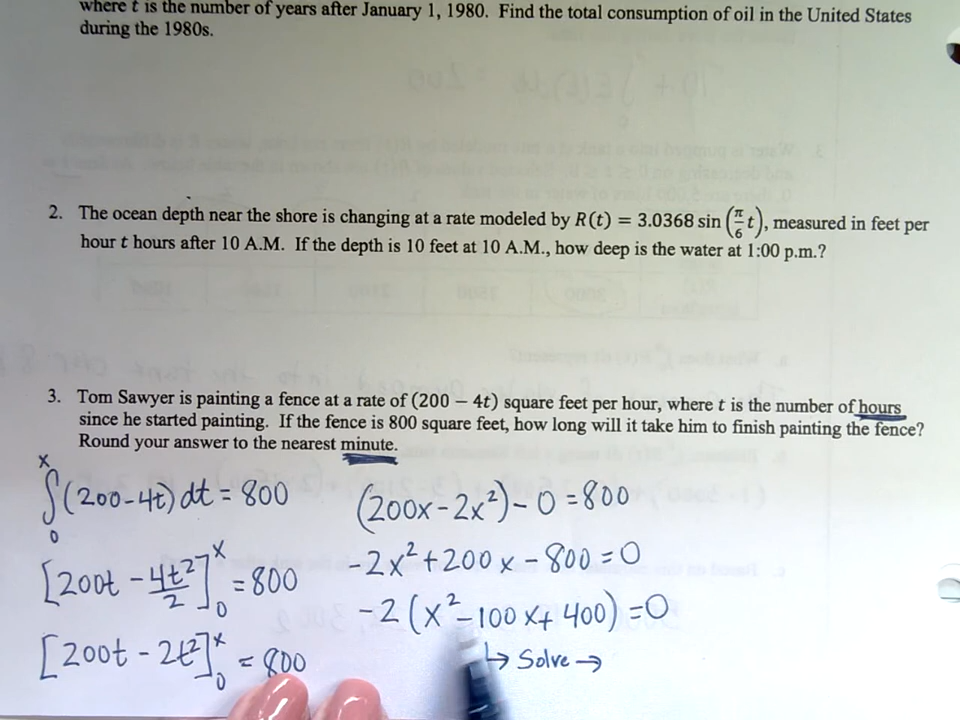 where t is the number of years after January 1, 1980. Find the total consumption of oil in the United States
during the 1980s.
2. The ocean depth near the shore is changing at a rate modeled by R(t) = 3.0368 sin (π/6 t), measured in feet per
hour t hours after 10 A.M. If the depth is 10 feet at 10 A.M., how deep is the water at 1:00 p.m.?
3. Tom Sawyer is painting a fence at a rate of (200 – 4t) square feet per hour, where t is the number of hours
since he started painting. If the fence is 800 square feet, how long will it take him to finish painting the fence?
Round your answer to the nearest minute.
∫₀ˣ (200-4t) dt = 800
[200t - 4t²/2]₀ˣ = 800
[200t - 2t²]₀ˣ = 800
(200x - 2x²) - 0 = 800
-2x² + 200x - 800 = 0
-2(x² - 100x + 400) = 0
↳ Solve →